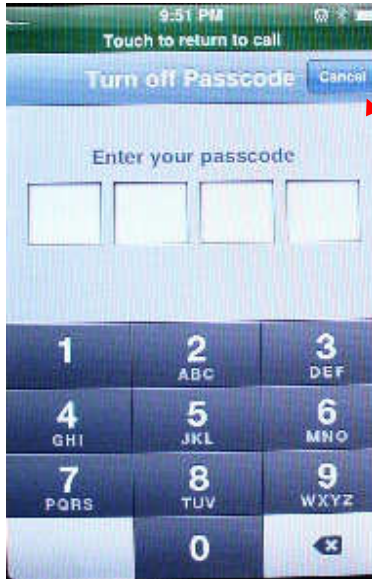 9:51 PM
Touch to return to call
Turn off Passcode Cancel
Enter your passcode
1 2 ABC 3 DEF
4 GHI 5 JKL 6 MNO
7 PQRS 8 TUV 9 WXYZ
0